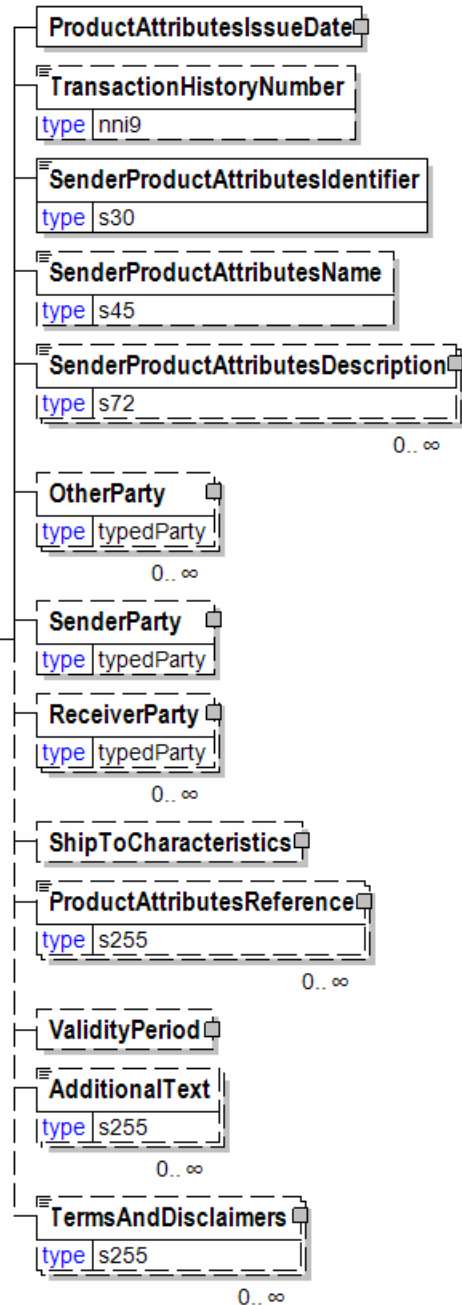 ProductAttributesIssueDate
TransactionHistoryNumber
type nni9
SenderProductAttributesIdentifier
type s30
SenderProductAttributesName
type s45
SenderProductAttributesDescription
type s72
0.. ∞
OtherParty
type typedParty
0.. ∞
SenderParty
type typedParty
ReceiverParty
type typedParty
0.. ∞
ShipToCharacteristics
ProductAttributesReference
type s255
0.. ∞
ValidityPeriod
AdditionalText
type s255
0.. ∞
TermsAndDisclaimers
type s255
0.. ∞